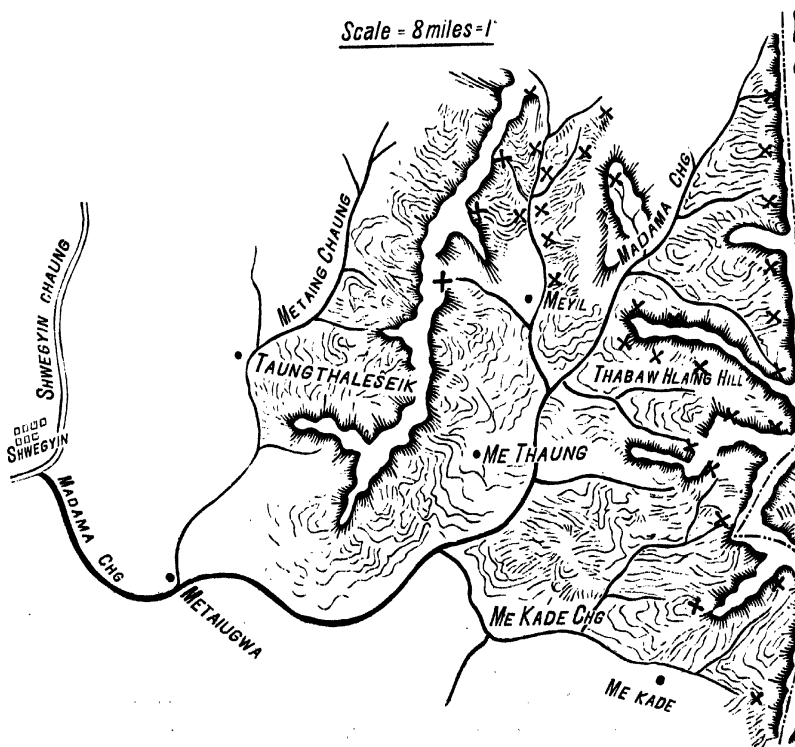 Scale = 8 miles = 1"
SHWEGYIN CHAUNG
METAING CHAUNG
MADAMA CHG
MEYIL
TAUNGTHALESEIK
THABAW HLAING HILL
SHWEGYIN
ME THAUNG
MADAMA CHG
METAIUGWA
ME KADE CHG
ME KADE